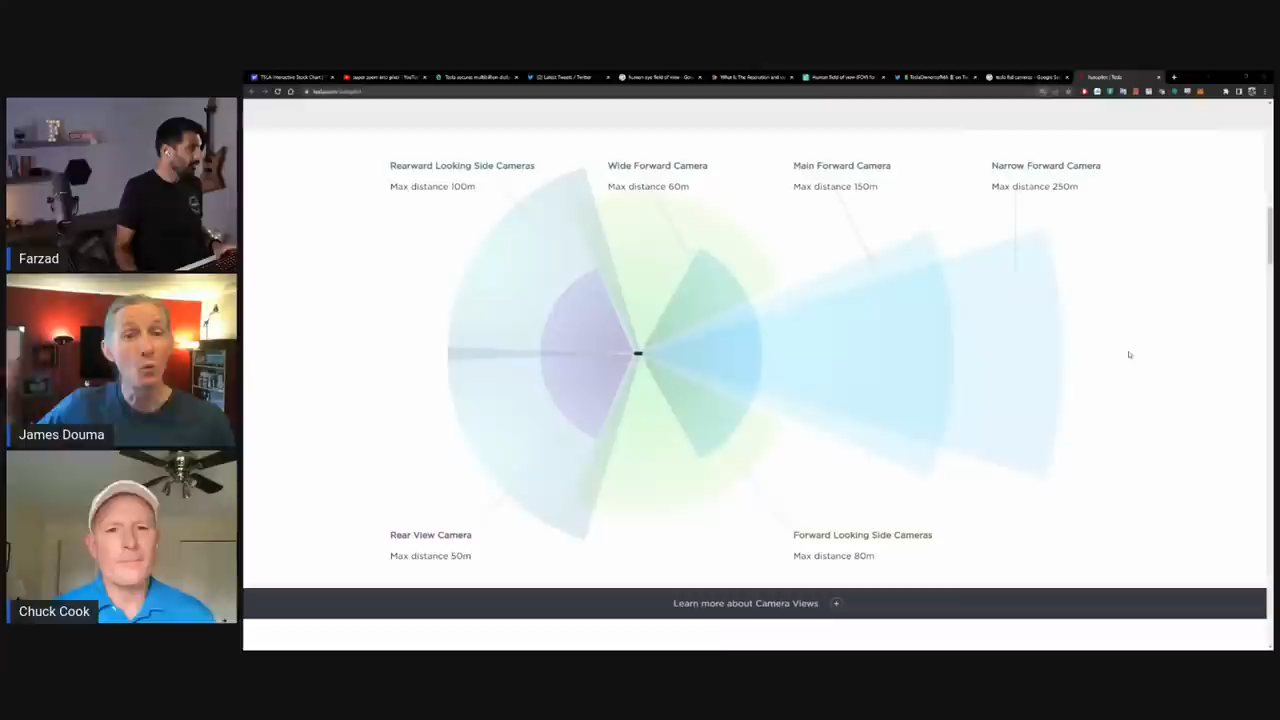 Farzad
James Douma
Chuck Cook
Rearward Looking Side Cameras
Max distance 100m
Wide Forward Camera
Max distance 60m
Main Forward Camera
Max distance 150m
Narrow Forward Camera
Max distance 250m
Rear View Camera
Max distance 50m
Forward Looking Side Cameras
Max distance 80m
Learn more about Camera Views